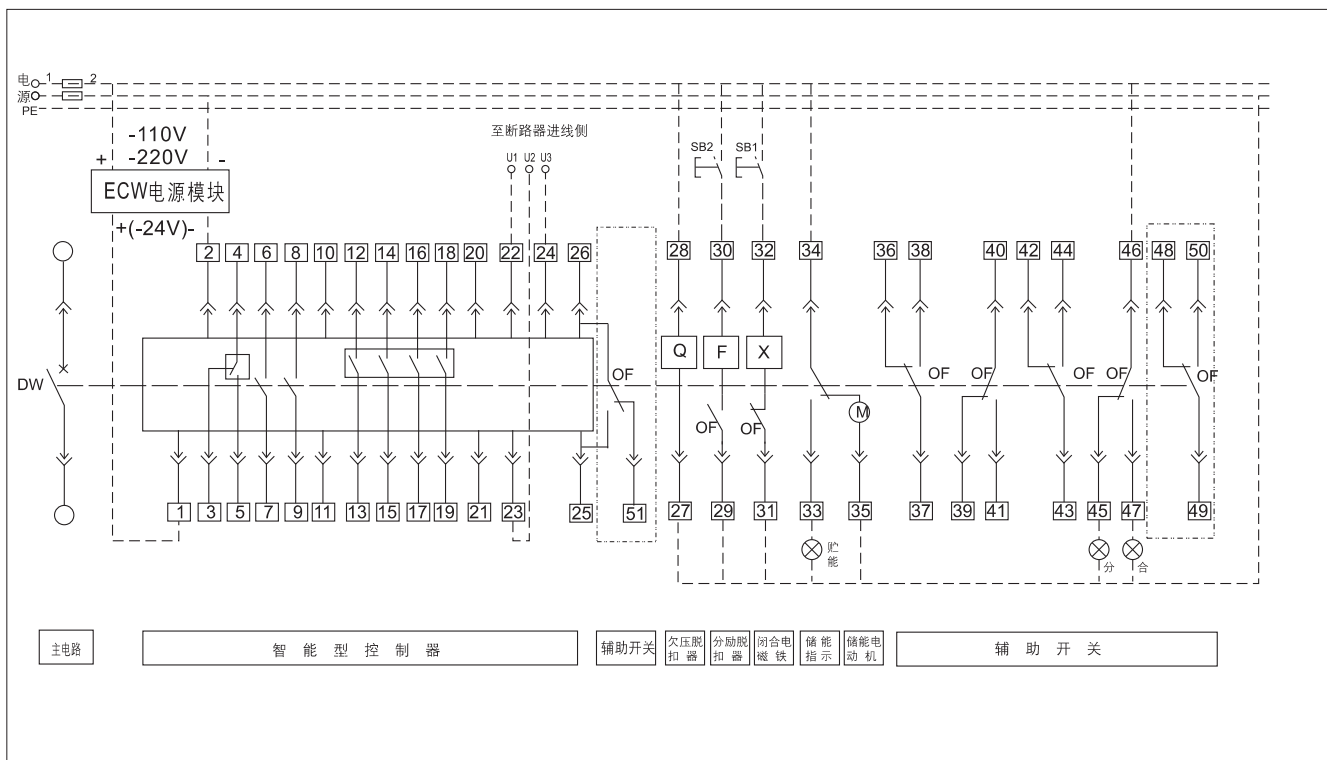 电 1 2
源
PE
-110V
+ -220V -
ECW电源模块
+(-24V)-
至断路器进线侧
U1 U2 U3
SB2 SB1
2 4 6 8 10 12 14 16 18 20 22 24 26 28 30 32 34 36 38 40 42 44 46 48 50
Q F X
DW OF OF OF OF OF OF
M
OF OF
1 3 5 7 9 11 13 15 17 19 21 23 25 51 27 29 31 33 35 37 39 41 43 45 47 49
贮
能
分 合
主电路
智能型控制器
辅助开关
欠压脱
扣器
分励脱
扣器
闭合电
磁铁
储能
指示
储能电
动机
辅助开关